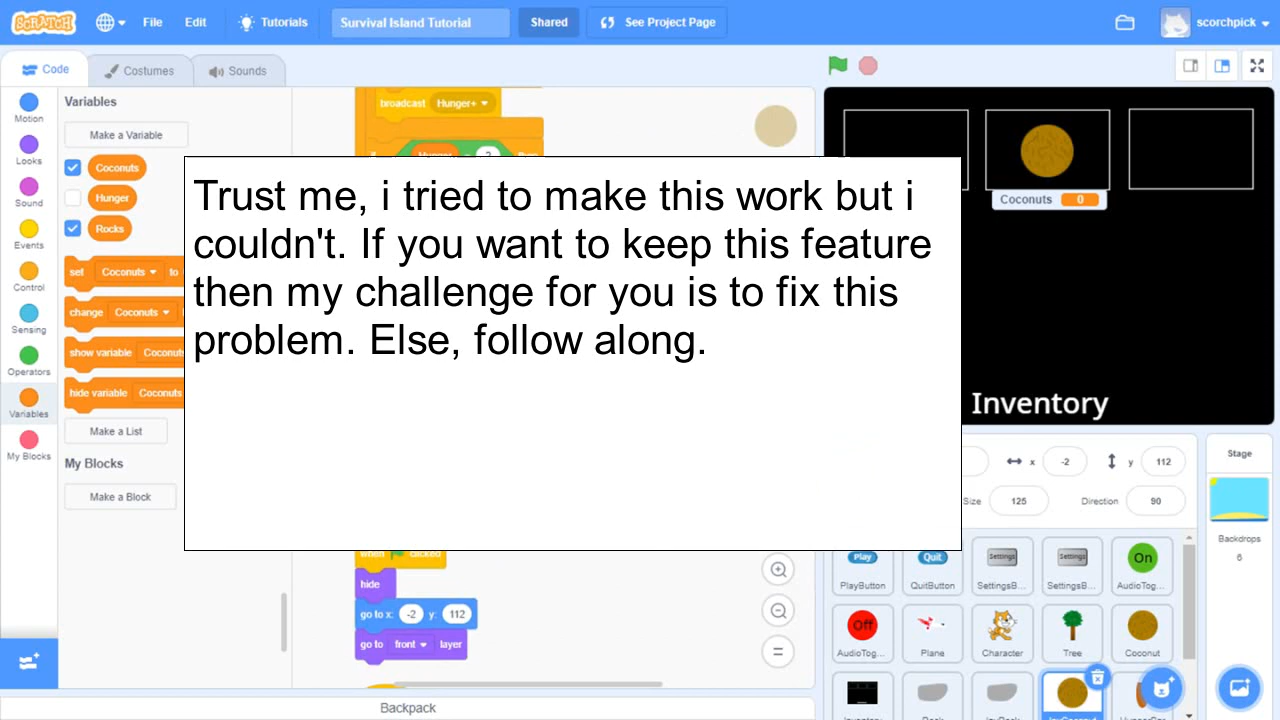 SCRATCH File Edit Tutorials Survival Island Tutorial Shared See Project Page scorchpick
Code Costumes Sounds
Motion
Looks
Sound
Events
Control
Sensing
Operators
Variables
My Blocks
Variables
Make a Variable
Coconuts
Hunger
Rocks
set Coconuts to
change Coconuts
show variable Coconuts
hide variable Coconuts
Make a List
My Blocks
Make a Block
broadcast Hunger+
Trust me, i tried to make this work but i
couldn't. If you want to keep this feature
then my challenge for you is to fix this
problem. Else, follow along.
when clicked
hide
go to x: -2 y: 112
go to front layer
Backpack
Coconuts 0
Inventory
x -2 y 112
Size 125 Direction 90
Stage
Backdrops
6
Play Quit Settings Settings On
PlayButton QuitButton SettingsB... SettingsB... AudioTog...
Off
AudioTog... Plane Character Tree Coconut